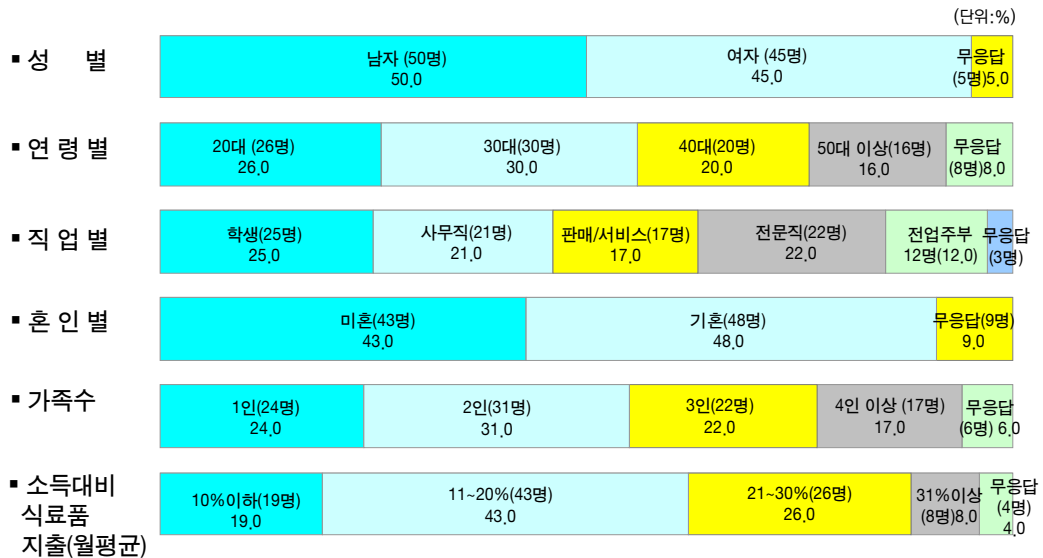 (단위:%)
▪ 성 별
남자 (50명)
50.0
여자 (45명)
45.0
무응답
(5명)5.0
▪ 연 령 별
20대 (26명)
26.0
30대(30명)
30.0
40대(20명)
20.0
50대 이상(16명)
16.0
무응답
(8명)8.0
▪ 직 업 별
학생(25명)
25.0
사무직(21명)
21.0
판매/서비스(17명)
17.0
전문직(22명)
22.0
전업주부
12명(12.0)
무응답
(3명)
▪ 혼 인 별
미혼(43명)
43.0
기혼(48명)
48.0
무응답(9명)
9.0
▪ 가족수
1인(24명)
24.0
2인(31명)
31.0
3인(22명)
22.0
4인 이상 (17명)
17.0
무응답
(6명) 6.0
▪ 소득대비
식료품
지출(월평균)
10%이하(19명)
19.0
11~20%(43명)
43.0
21~30%(26명)
26.0
31%이상
(8명)8.0
무응답
(4명)
4.0